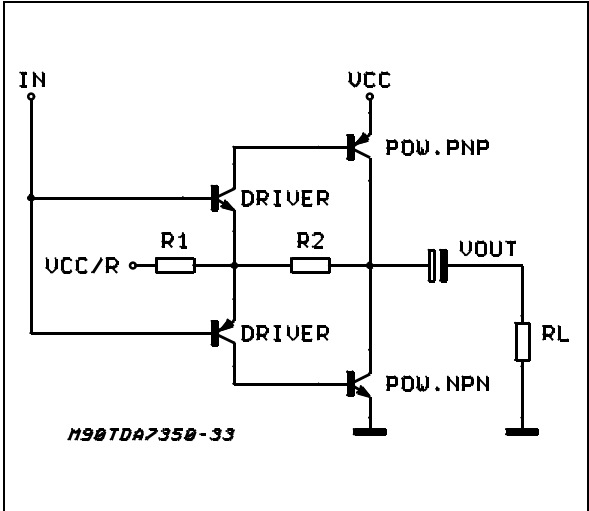 IN
VCC
POW.PNP
DRIVER
R1
R2
VOUT
VCC/R
DRIVER
RL
POW.NPN
M90TDA7350-33